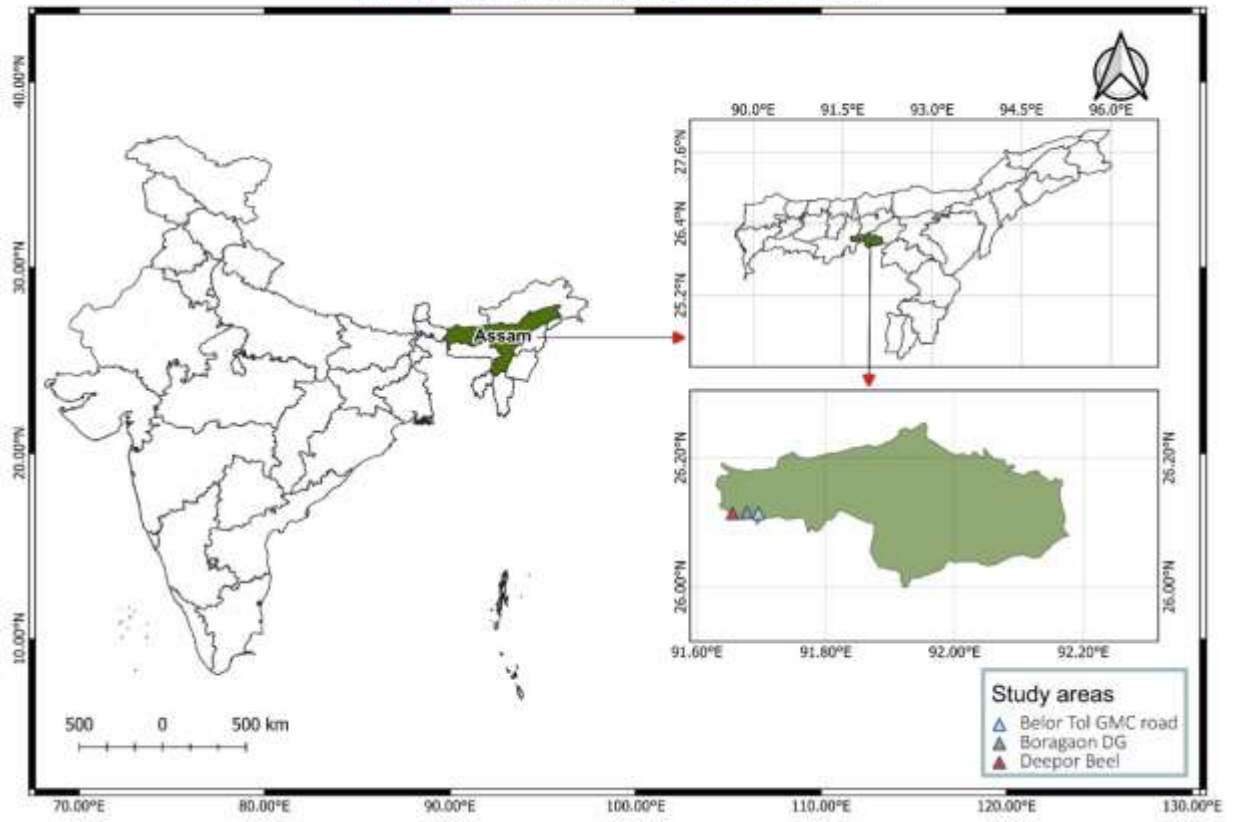 40.00°N
30.00°N
20.00°N
10.00°N
70.00°E 80.00°E 90.00°E 100.00°E 110.00°E 120.00°E 130.00°E
Assam
500 0 500 km
90.0°E 91.5°E 93.0°E 94.5°E 96.0°E
27.6°N
26.4°N
25.2°N
26.20°N 26.20°N
26.00°N 26.00°N
91.60°E 91.80°E 92.00°E 92.20°E
Study areas
Belor Tol GMC road
Boragaon DG
Deepor Beel